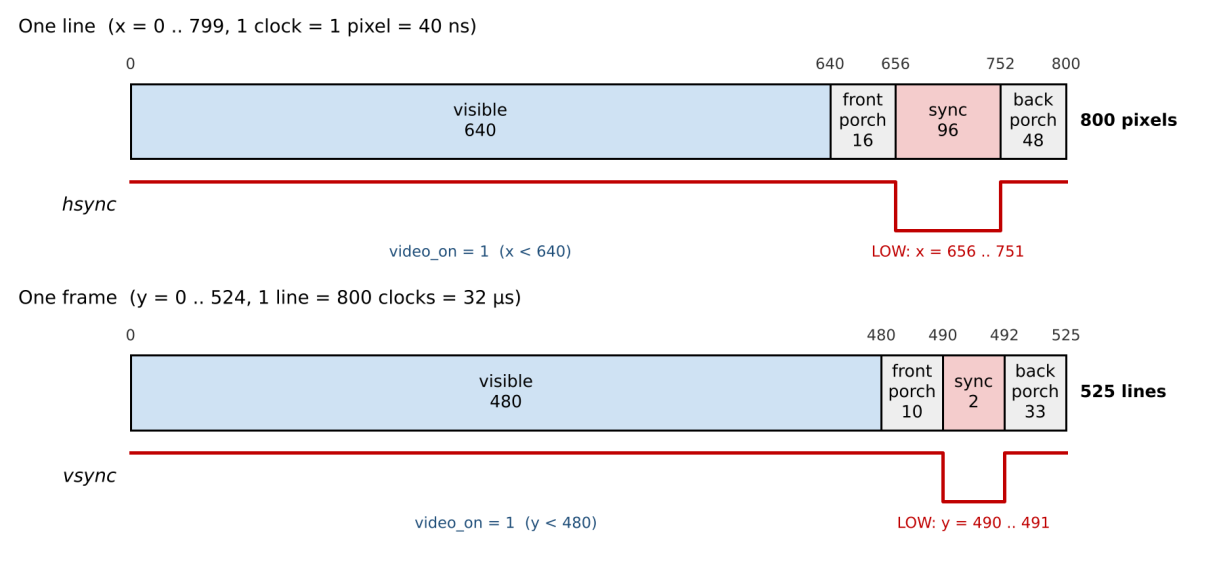 One line  (x = 0 .. 799, 1 clock = 1 pixel = 40 ns)
0 640 656 752 800
visible
640
front
porch
16
sync
96
back
porch
48
800 pixels
hsync
video_on = 1  (x < 640)
LOW: x = 656 .. 751
One frame  (y = 0 .. 524, 1 line = 800 clocks = 32 µs)
0 480 490 492 525
visible
480
front
porch
10
sync
2
back
porch
33
525 lines
vsync
video_on = 1  (y < 480)
LOW: y = 490 .. 491